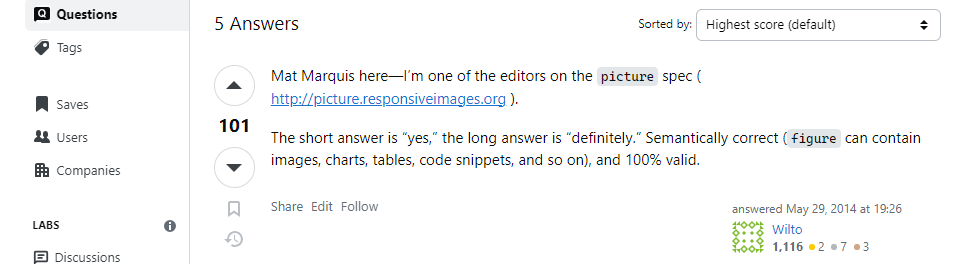 Questions
Tags
Saves
Users
Companies
LABS
Discussions
5 Answers
Sorted by:
Highest score (default)
101
Mat Marquis here—I'm one of the editors on the picture spec (
http://picture.responsiveimages.org ).
The short answer is “yes,” the long answer is “definitely.” Semantically correct ( figure can contain
images, charts, tables, code snippets, and so on), and 100% valid.
Share Edit Follow
answered May 29, 2014 at 19:26
Wilto
1,116 2 7 3